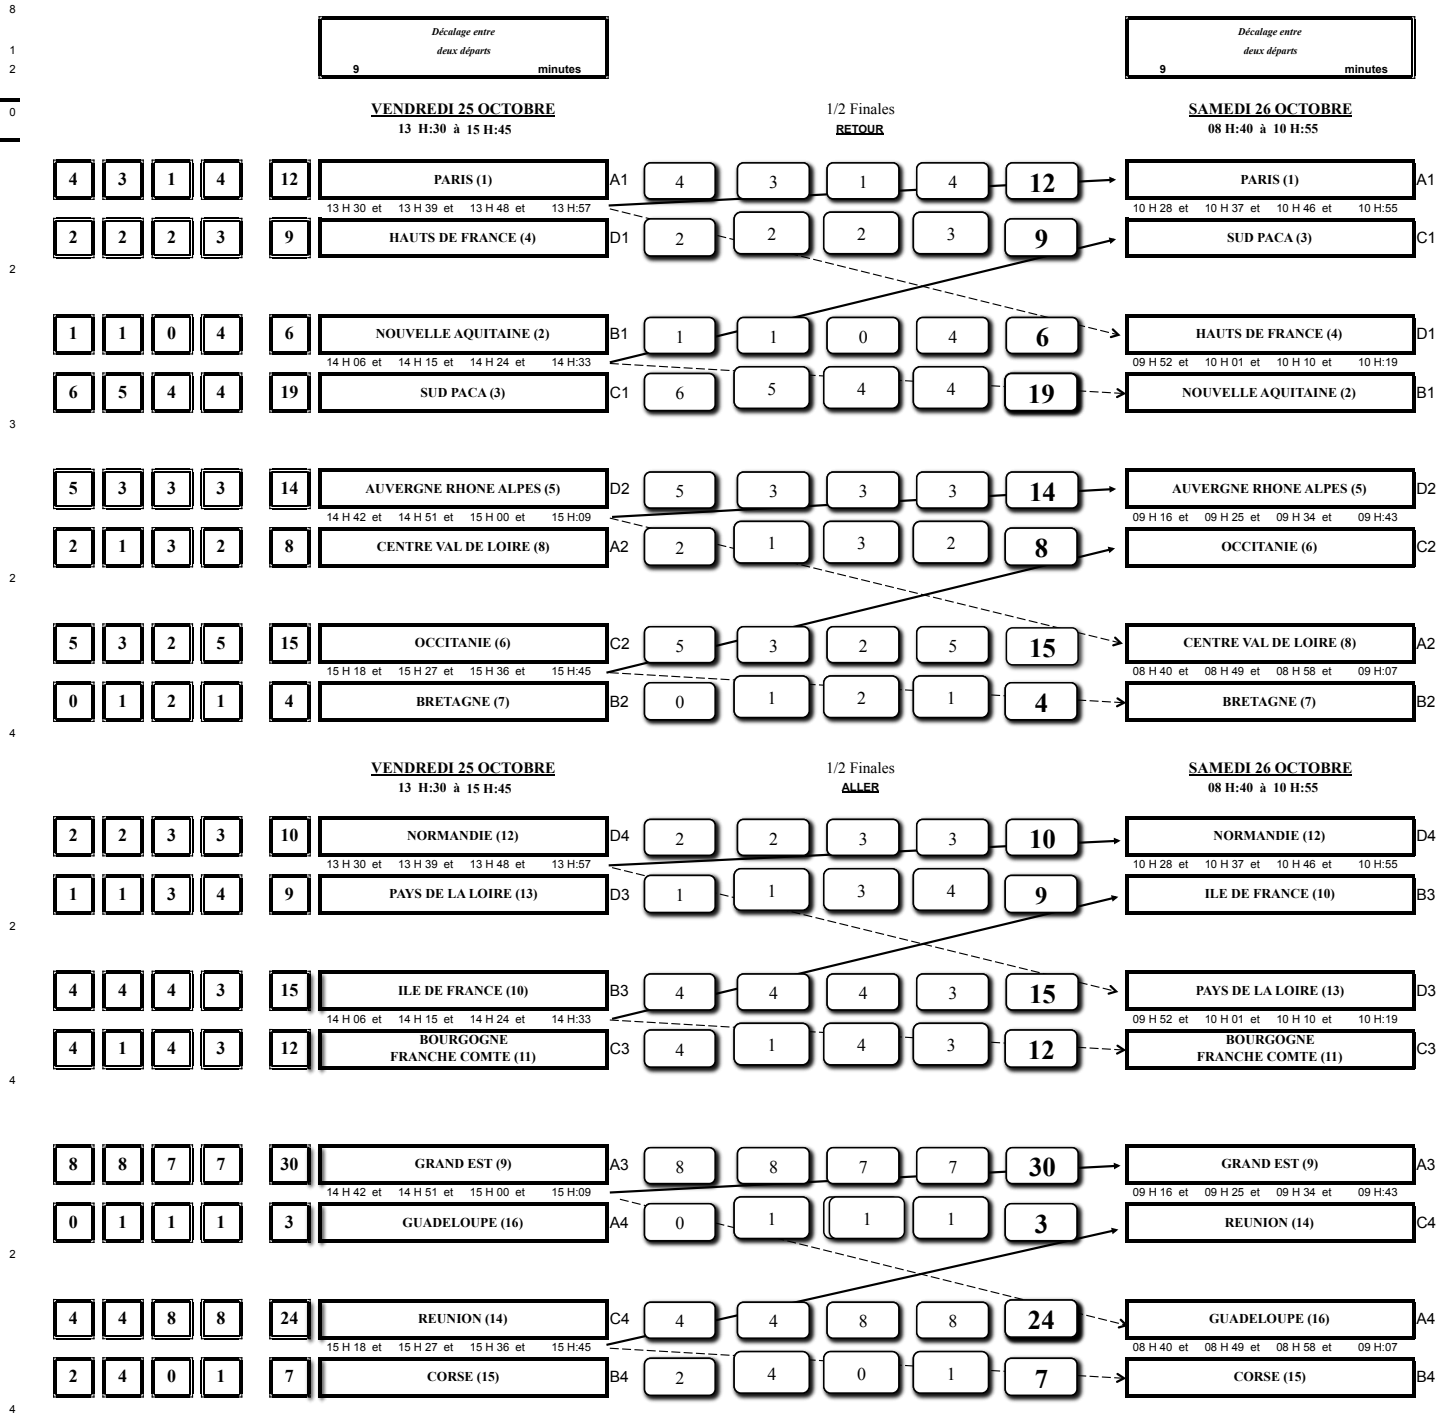 8
Décalage entre Décalage entre
1 deux départs deux départs
2 9 minutes 9 minutes
VENDREDI 25 OCTOBRE 1/2 Finales SAMEDI 26 OCTOBRE
0
13 H:30 à 15 H:45 RETOUR 08 H:40 à 10 H:55
4 3 1 4 12 PARIS (1) A1 4 3 1 4 12 PARIS (1) A1
13 H 30 et 13 H 39 et 13 H 48 et 13 H:57 10 H 28 et 10 H 37 et 10 H 46 et 10 H:55
2 2 2 3 9 HAUTS DE FRANCE (4) D1 2 2 2 3 9 SUD PACA (3) C1
2
1 1 0 4 6 NOUVELLE AQUITAINE (2) B1 1 1 0 4 6 HAUTS DE FRANCE (4) D1
14 H 06 et 14 H 15 et 14 H 24 et 14 H:33 09 H 52 et 10 H 01 et 10 H 10 et 10 H:19
6 5 4 4 19 SUD PACA (3) C1 6 5 4 4 19 NOUVELLE AQUITAINE (2) B1
3
5 3 3 3 14 AUVERGNE RHONE ALPES (5) D2 5 3 3 3 14 AUVERGNE RHONE ALPES (5) D2
14 H 42 et 14 H 51 et 15 H 00 et 15 H:09 09 H 16 et 09 H 25 et 09 H 34 et 09 H:43
2 1 3 2 8 CENTRE VAL DE LOIRE (8) A2 2 1 3 2 8 OCCITANIE (6) C2
2
5 3 2 5 15 OCCITANIE (6) C2 5 3 2 5 15 CENTRE VAL DE LOIRE (8) A2
15 H 18 et 15 H 27 et 15 H 36 et 15 H:45 08 H 40 et 08 H 49 et 08 H 58 et 09 H:07
0 1 2 1 4 BRETAGNE (7) B2 0 1 2 1 4 BRETAGNE (7) B2
4
VENDREDI 25 OCTOBRE 1/2 Finales SAMEDI 26 OCTOBRE
13 H:30 à 15 H:45 ALLER 08 H:40 à 10 H:55
2 2 3 3 10 NORMANDIE (12) D4 2 2 3 3 10 NORMANDIE (12) D4
13 H 30 et 13 H 39 et 13 H 48 et 13 H:57 10 H 28 et 10 H 37 et 10 H 46 et 10 H:55
1 1 3 4 9 PAYS DE LA LOIRE (13) D3 1 1 3 4 9 ILE DE FRANCE (10) B3
2
4 4 4 3 15 ILE DE FRANCE (10) B3 4 4 4 3 15 PAYS DE LA LOIRE (13) D3
14 H 06 et 14 H 15 et 14 H 24 et 14 H:33 09 H 52 et 10 H 01 et 10 H 10 et 10 H:19
BOURGOGNE BOURGOGNE
4 1 4 3 12 FRANCHE COMTE (11) C3 4 1 4 3 12 FRANCHE COMTE (11) C3
4
8 8 7 7 30 GRAND EST (9) A3 8 8 7 7 30 GRAND EST (9) A3
14 H 42 et 14 H 51 et 15 H 00 et 15 H:09 09 H 16 et 09 H 25 et 09 H 34 et 09 H:43
0 1 1 1 3 GUADELOUPE (16) A4 0 1 1 1 3 REUNION (14) C4
2
4 4 8 8 24 REUNION (14) C4 4 4 8 8 24 GUADELOUPE (16) A4
15 H 18 et 15 H 27 et 15 H 36 et 15 H:45 08 H 40 et 08 H 49 et 08 H 58 et 09 H:07
2 4 0 1 7 CORSE (15) B4 2 4 0 1 7 CORSE (15) B4
4